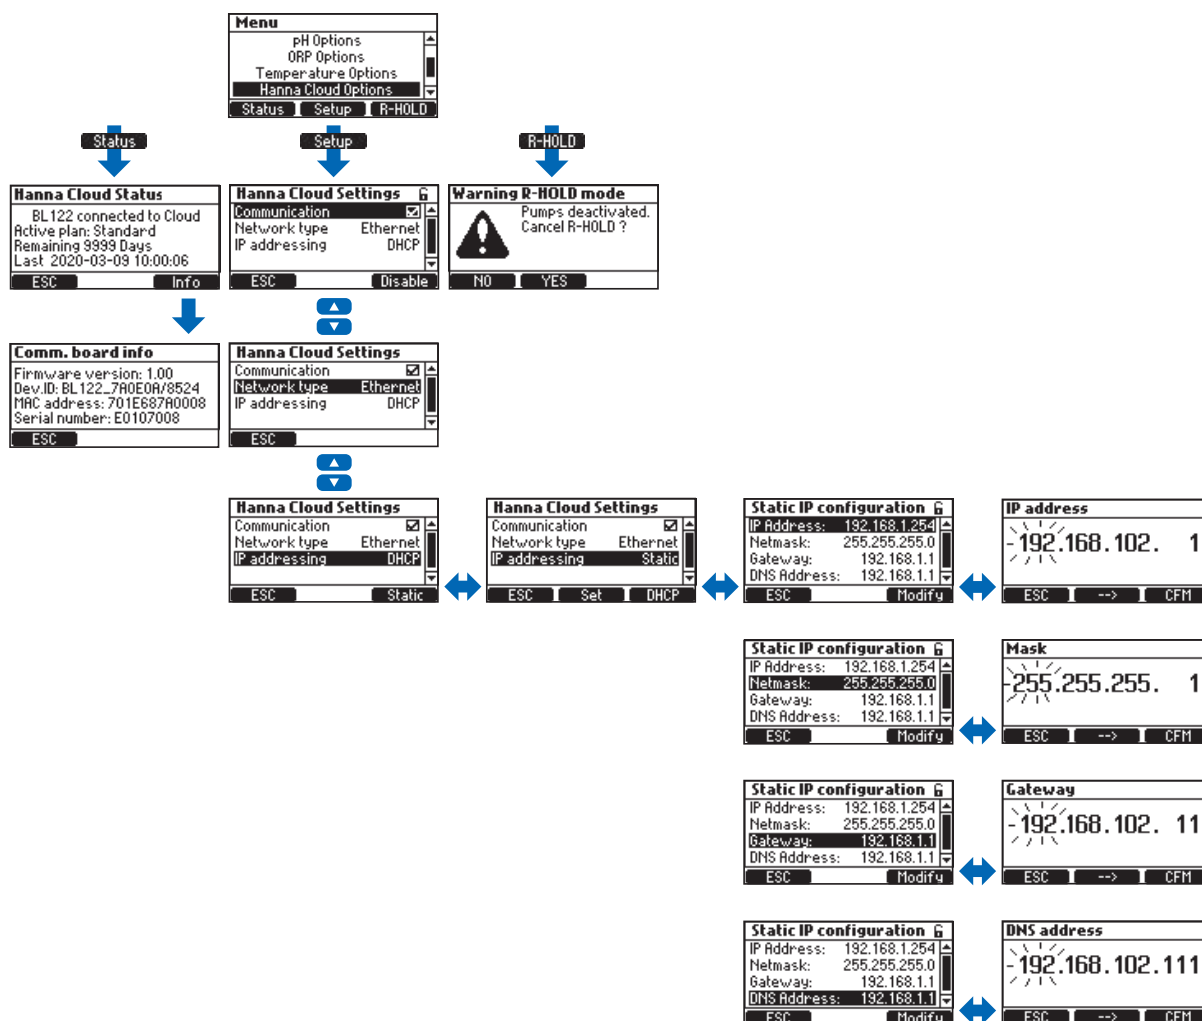 Menu
pH Options
ORP Options
Temperature Options
Hanna Cloud Options
Status Setup R-HOLD
Status Setup R-HOLD
Hanna Cloud Status
BL122 connected to Cloud
Active plan: Standard
Remaining 9999 Days
Last 2020-03-09 10:00:06
ESC Info
Hanna Cloud Settings
Communication
Network type Ethernet
IP addressing DHCP
ESC Disable
Warning R-HOLD mode
Pumps deactivated.
Cancel R-HOLD ?
NO YES
Comm. board info
Firmware version: 1.00
Dev.ID: BL122_7A0E0A/8524
MAC address: 701E687A0008
Serial number: E0107008
ESC
Hanna Cloud Settings
Communication
Network type Ethernet
IP addressing DHCP
ESC
Hanna Cloud Settings
Communication
Network type Ethernet
IP addressing DHCP
ESC Static
Hanna Cloud Settings
Communication
Network type Ethernet
IP addressing Static
ESC Set DHCP
Static IP configuration
IP Address: 192.168.1.254
Netmask: 255.255.255.0
Gateway: 192.168.1.1
DNS Address: 192.168.1.1
ESC Modify
IP address
192.168.102. 1
ESC --> CFM
Static IP configuration
IP Address: 192.168.1.254
Netmask: 255.255.255.0
Gateway: 192.168.1.1
DNS Address: 192.168.1.1
ESC Modify
Mask
255.255.255. 1
ESC --> CFM
Static IP configuration
IP Address: 192.168.1.254
Netmask: 255.255.255.0
Gateway: 192.168.1.1
DNS Address: 192.168.1.1
ESC Modify
Gateway
192.168.102. 11
ESC --> CFM
Static IP configuration
IP Address: 192.168.1.254
Netmask: 255.255.255.0
Gateway: 192.168.1.1
DNS Address: 192.168.1.1
ESC Modify
DNS address
192.168.102.111
ESC --> CFM